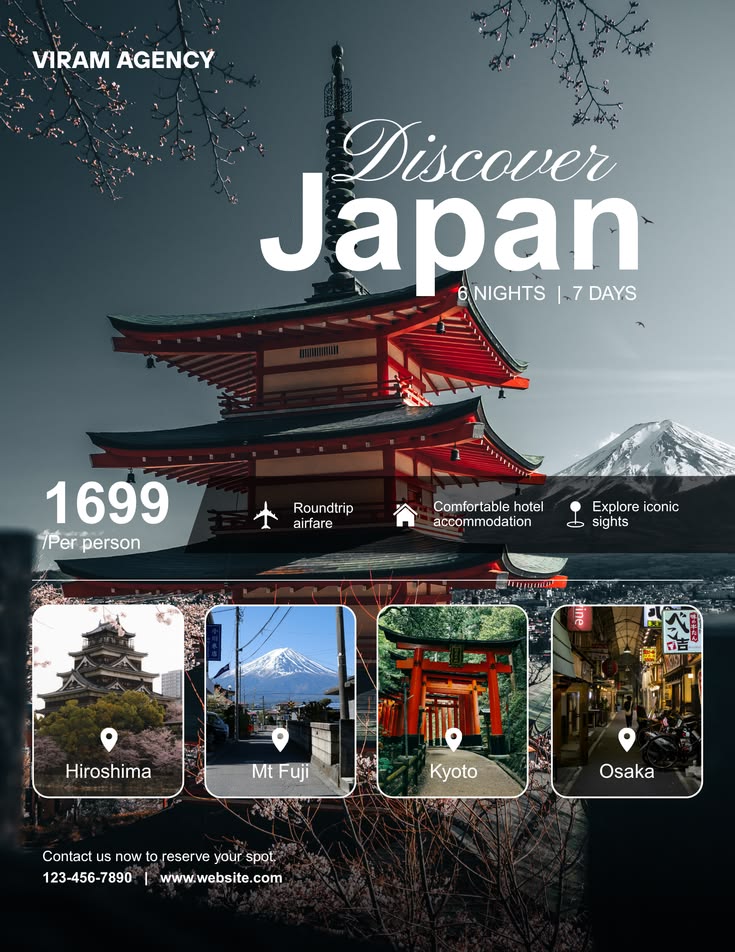 VIRAM AGENCY
Discover
Japan
6 NIGHTS | 7 DAYS
1699
/Per person
Roundtrip
airfare
Comfortable hotel
accommodation
Explore iconic
sights
Hiroshima
Mt Fuji
Kyoto
ine
Osaka
Contact us now to reserve your spot.
123-456-7890 | www.website.com